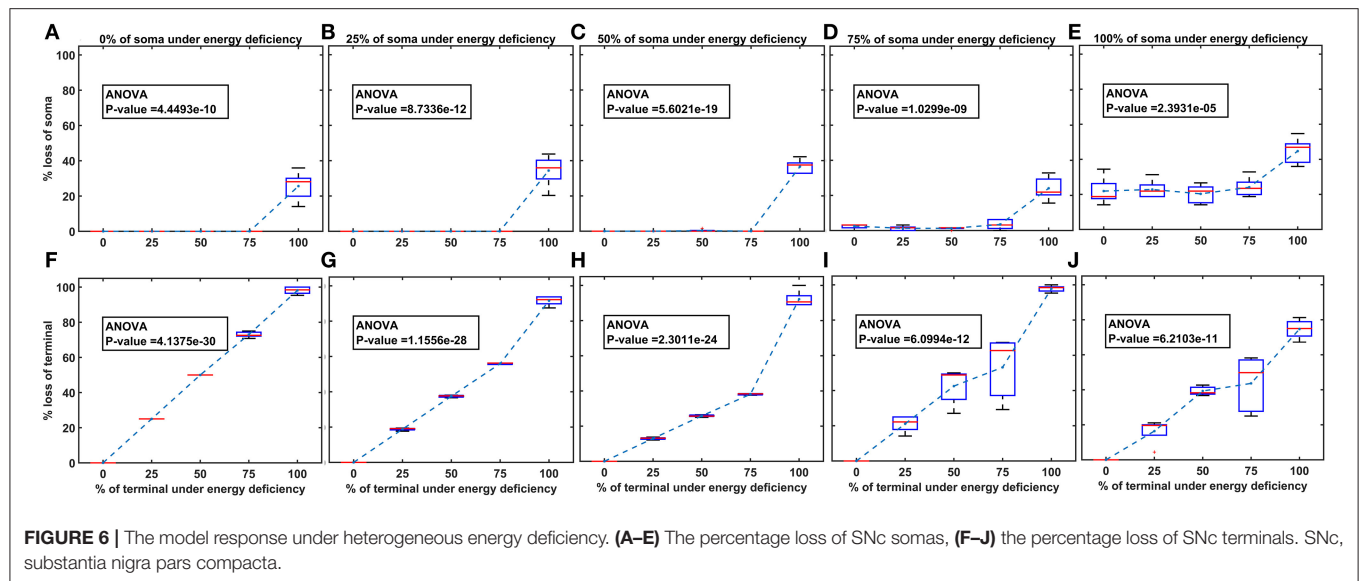 A 0% of soma under energy deficiency
B 25% of soma under energy deficiency
C 50% of soma under energy deficiency
D 75% of soma under energy deficiency
E 100% of soma under energy deficiency
% loss of soma
100
80
60
40
20
0
ANOVA
P-value =4.4493e-10
ANOVA
P-value =8.7336e-12
ANOVA
P-value =5.6021e-19
ANOVA
P-value =1.0299e-09
ANOVA
P-value =2.3931e-05
0 25 50 75 100
0 25 50 75 100
0 25 50 75 100
0 25 50 75 100
0 25 50 75 100
F
G
H
I
J
% loss of terminal
100
80
60
40
20
0
ANOVA
P-value =4.1375e-30
ANOVA
P-value =1.1556e-28
ANOVA
P-value =2.3011e-24
ANOVA
P-value =6.0994e-12
ANOVA
P-value =6.2103e-11
0 25 50 75 100
0 25 50 75 100
0 25 50 75 100
0 25 50 75 100
0 25 50 75 100
% of terminal under energy deficiency
% of terminal under energy deficiency
% of terminal under energy deficiency
% of terminal under energy deficiency
% of terminal under energy deficiency
FIGURE 6 | The model response under heterogeneous energy deficiency. (A–E) The percentage loss of SNc somas, (F–J) the percentage loss of SNc terminals. SNc,
substantia nigra pars compacta.